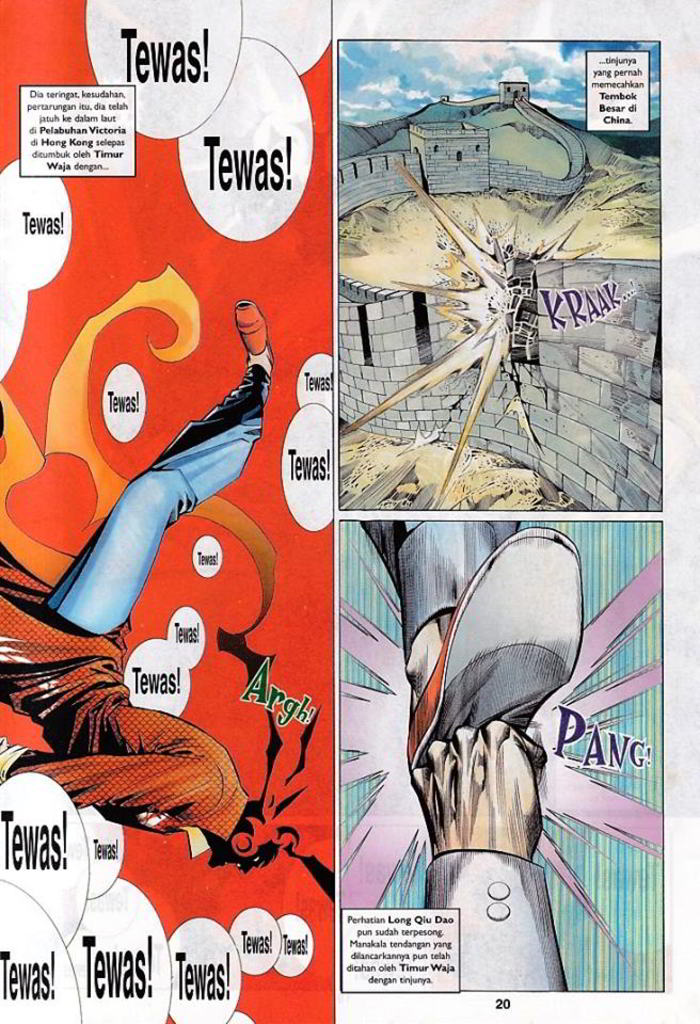 Tewas!
Dia teringat, kesudahan,
pertarungan itu, dia telah
jatuh ke dalam laut
di Pelabuhan Victoria
di Hong Kong selepas
ditumbuk oleh Timur
Waja dengan...
Tewas!
Tewas!
Tewas!
Tewas!
Tewas!
Tewas!
Tewas!
Tewas!
Argh!
Tewas!
Tewas!
Tewas!
Tewas!
Tewas!
Tewas!
Tewas!
...tinjunya
yang pernah
memecahkan
Tembok
Besar di
China.
KRAAK...!
PANG!
Perhatian Long Qiu Dao
pun sudah terpesong.
Manakala tendangan yang
dilancarkannya pun telah
ditahan oleh Timur Waja
dengan tinjunya.
20